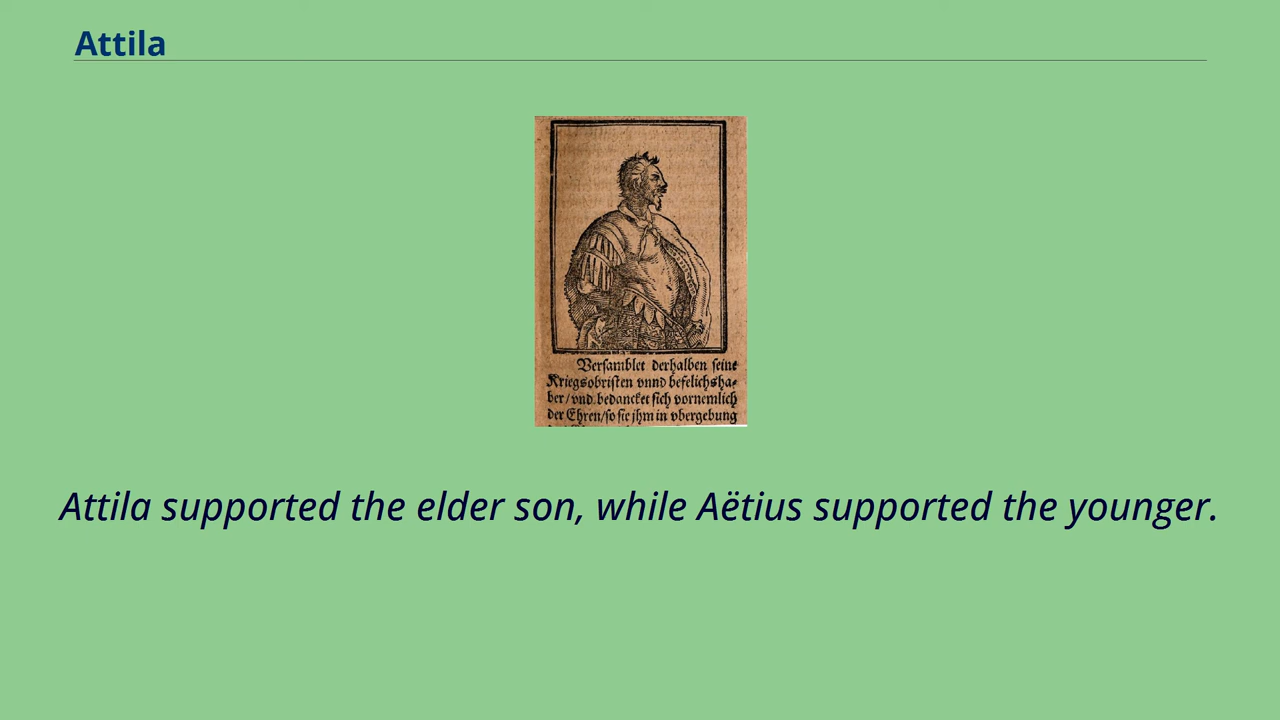 Attila
Versamblet derhalben seine
Kriegsobristen vnnd befelichsha-
ber/vnd bedancket sich vornemlich
der Ehren/so sie jhm in vbergebung
Attila supported the elder son, while Aëtius supported the younger.